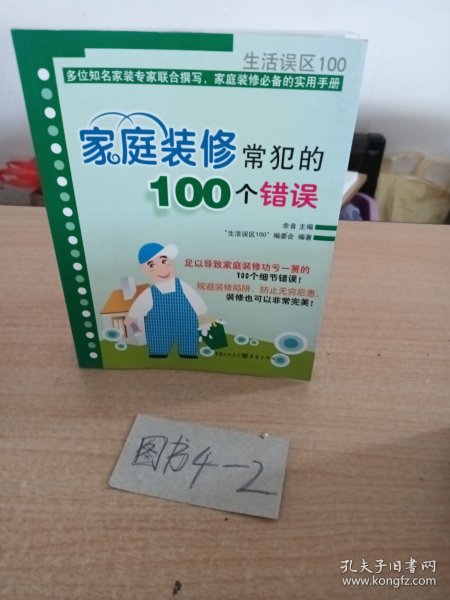 生活误区100
多位知名家装专家联合撰写、家庭装修必备的实用手册
家庭装修常犯的
100个错误
余音 主编
“生活误区100”编委会 编著
足以导致家庭装修功亏一篑的
100个细节错误!
规避装修陷阱，防止无穷后患，
装修也可以非常完美!
图书4-2
孔夫子旧书网
www.kongfz.com